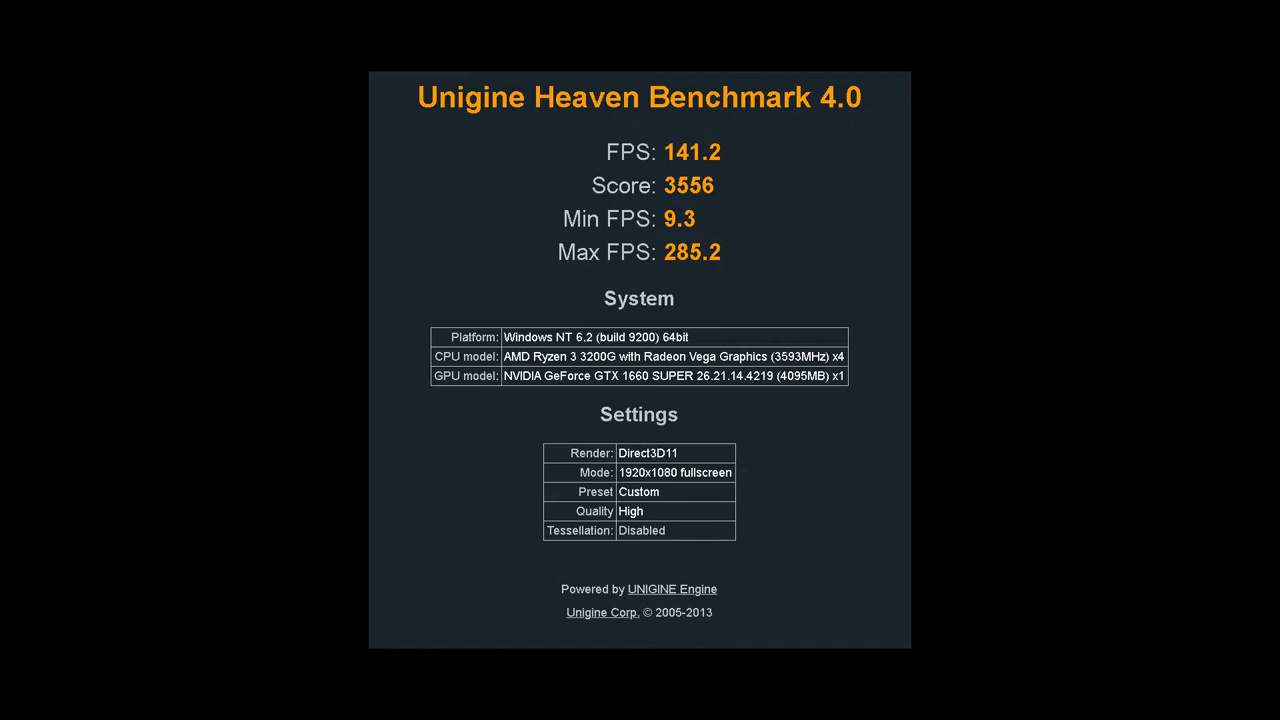 Unigine Heaven Benchmark 4.0
FPS: 141.2
Score: 3556
Min FPS: 9.3
Max FPS: 285.2
System
Platform: Windows NT 6.2 (build 9200) 64bit
CPU model: AMD Ryzen 3 3200G with Radeon Vega Graphics (3593MHz) x4
GPU model: NVIDIA GeForce GTX 1660 SUPER 26.21.14.4219 (4095MB) x1
Settings
Render: Direct3D11
Mode: 1920x1080 fullscreen
Preset Custom
Quality High
Tessellation: Disabled
Powered by UNIGINE Engine
Unigine Corp. © 2005-2013